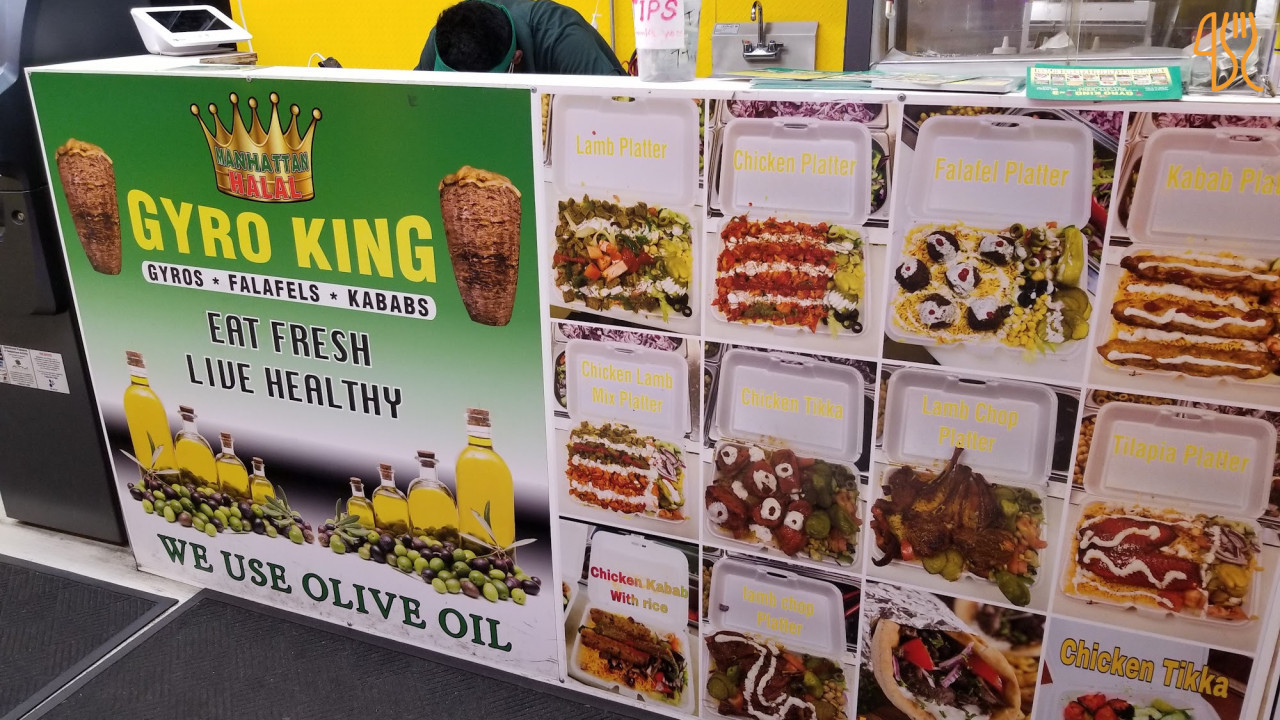 TIPS
GYRO KING
MANHATTAN
HALAL
GYRO KING
GYROS * FALAFELS * KABABS
EAT FRESH
LIVE HEALTHY
WE USE OLIVE OIL
Lamb Platter
Chicken Platter
Falafel Platter
Kabab
Chicken Lamb
Mix Platter
Chicken Tikka
Lamb Chop
Platter
Tilapia Platter
Chicken Kabab
With rice
lamb chop
Platter
Chicken Tikka